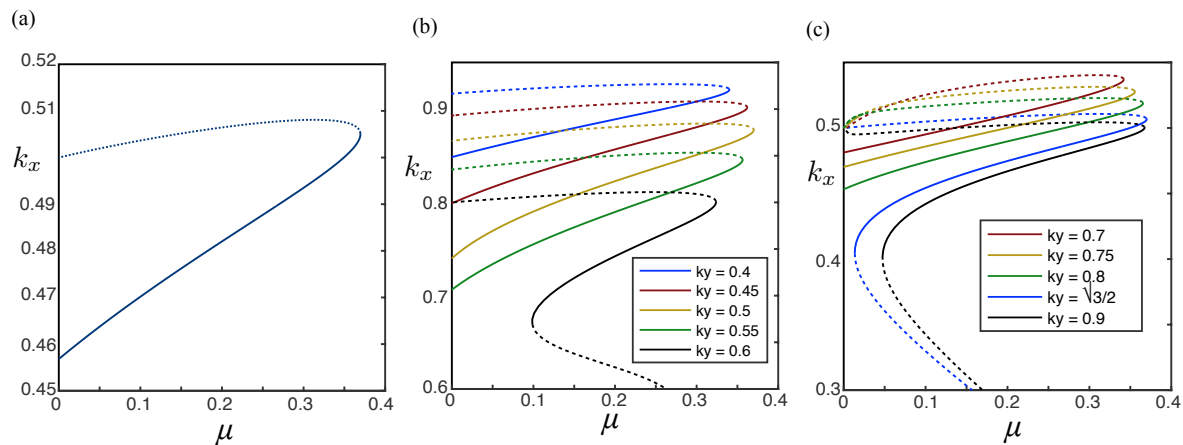 (a)
0.52
0.51
0.50
k_x
0.49
0.48
0.47
0.46
0.45
0 0.1 0.2 0.3 0.4
μ
(b)
0.9
k_x
0.8
0.7
0.6
ky = 0.4
ky = 0.45
ky = 0.5
ky = 0.55
ky = 0.6
0 0.1 0.2 0.3 0.4
μ
(c)
0.5
k_x
0.4
0.3
ky = 0.7
ky = 0.75
ky = 0.8
ky = √3/2
ky = 0.9
0 0.1 0.2 0.3 0.4
μ